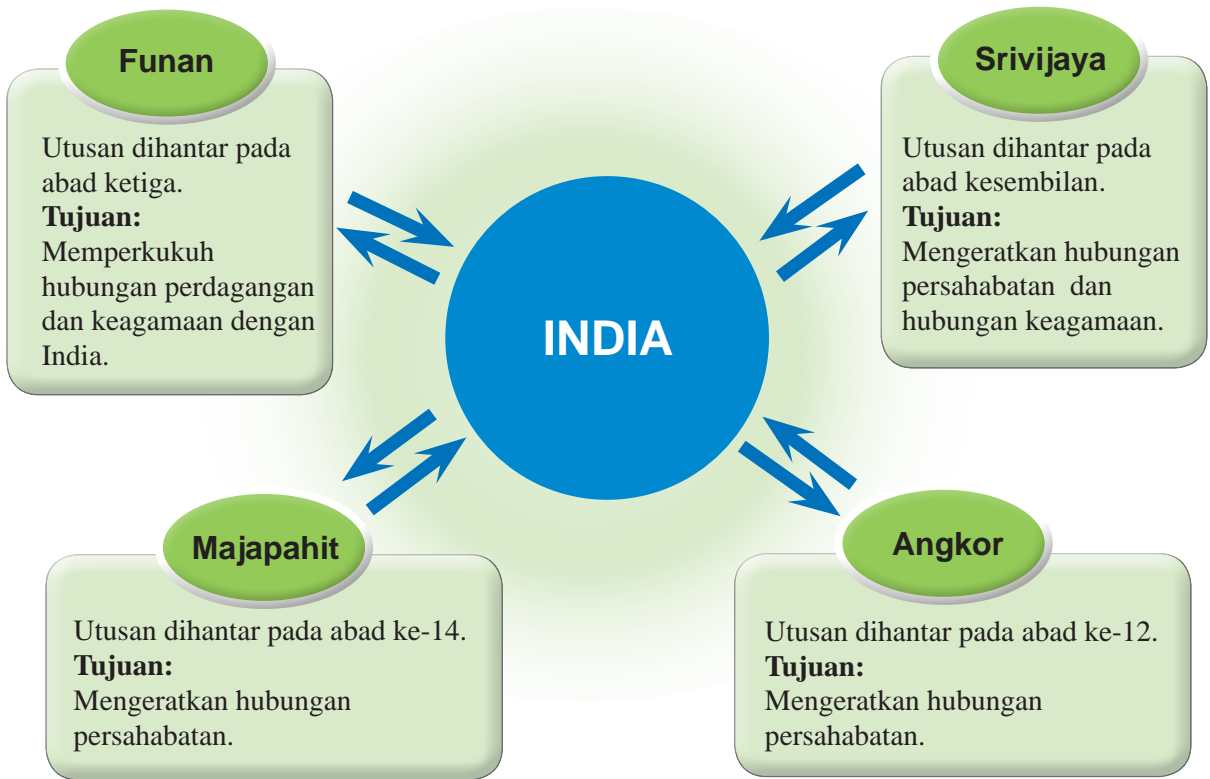 Funan
Utusan dihantar pada
abad ketiga.
Tujuan:
Memperkukuh
hubungan perdagangan
dan keagamaan dengan
India.
Srivijaya
Utusan dihantar pada
abad kesembilan.
Tujuan:
Mengeratkan hubungan
persahabatan dan
hubungan keagamaan.
INDIA
Majapahit
Utusan dihantar pada abad ke-14.
Tujuan:
Mengeratkan hubungan
persahabatan.
Angkor
Utusan dihantar pada abad ke-12.
Tujuan:
Mengeratkan hubungan
persahabatan.